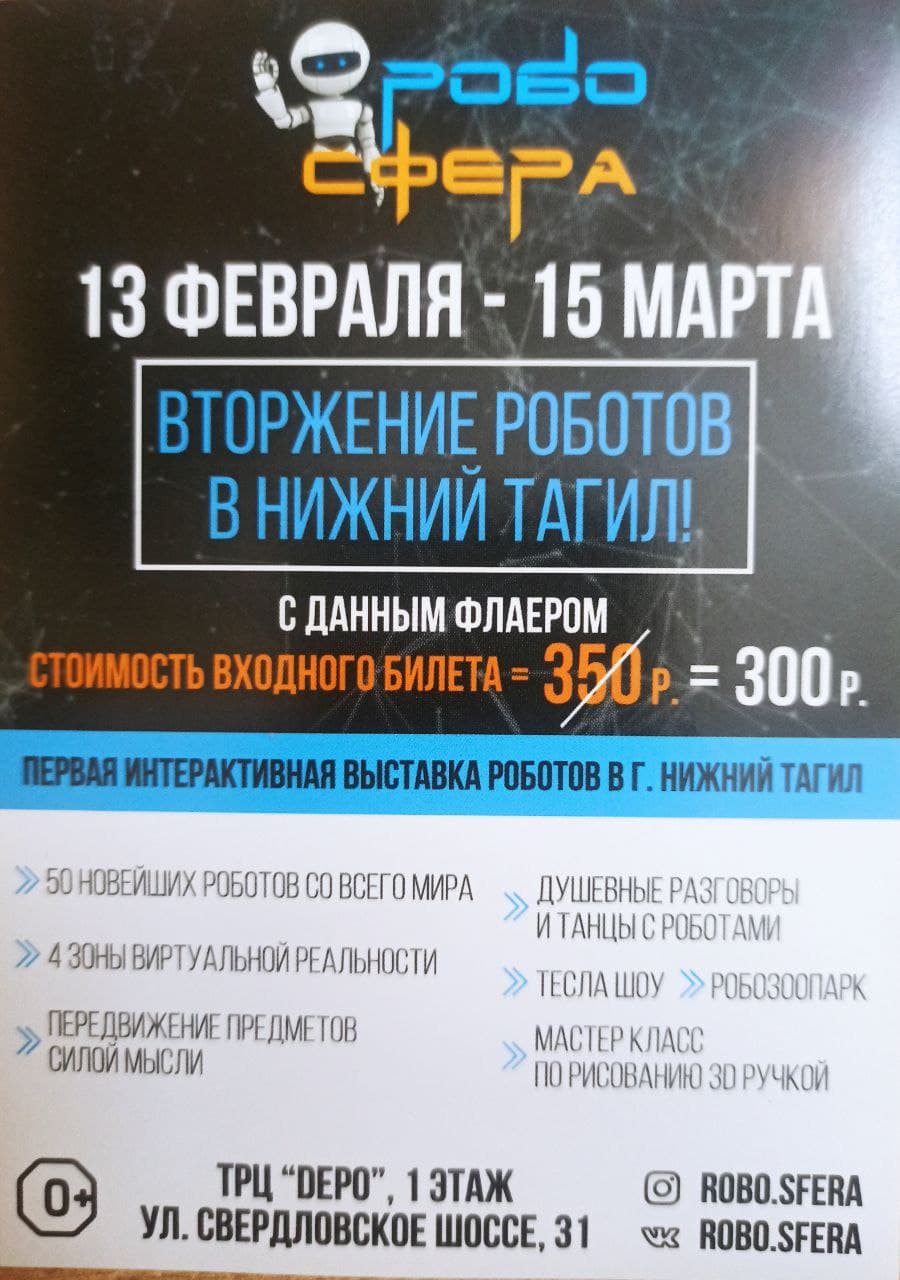 РОБО
СФЕРА
13 ФЕВРАЛЯ - 15 МАРТА
ВТОРЖЕНИЕ РОБОТОВ
В НИЖНИЙ ТАГИЛ!
С ДАННЫМ ФЛАЕРОМ
СТОИМОСТЬ ВХОДНОГО БИЛЕТА = 350 Р. = 300 Р.
ПЕРВАЯ ИНТЕРАКТИВНАЯ ВЫСТАВКА РОБОТОВ В Г. НИЖНИЙ ТАГИЛ
50 НОВЕЙШИХ РОБОТОВ СО ВСЕГО МИРА
4 ЗОНЫ ВИРТУАЛЬНОЙ РЕАЛЬНОСТИ
ПЕРЕДВИЖЕНИЕ ПРЕДМЕТОВ
СИЛОЙ МЫСЛИ
ДУШЕВНЫЕ РАЗГОВОРЫ
И ТАНЦЫ С РОБОТАМИ
ТЕСЛА ШОУ
РОБОЗООПАРК
МАСТЕР КЛАСС
ПО РИСОВАНИЮ 3D РУЧКОЙ
0+
ТРЦ "DEPO", 1 ЭТАЖ
УЛ. СВЕРДЛОВСКОЕ ШОССЕ, 31
ROBO.SFERA
ROBO.SFERA